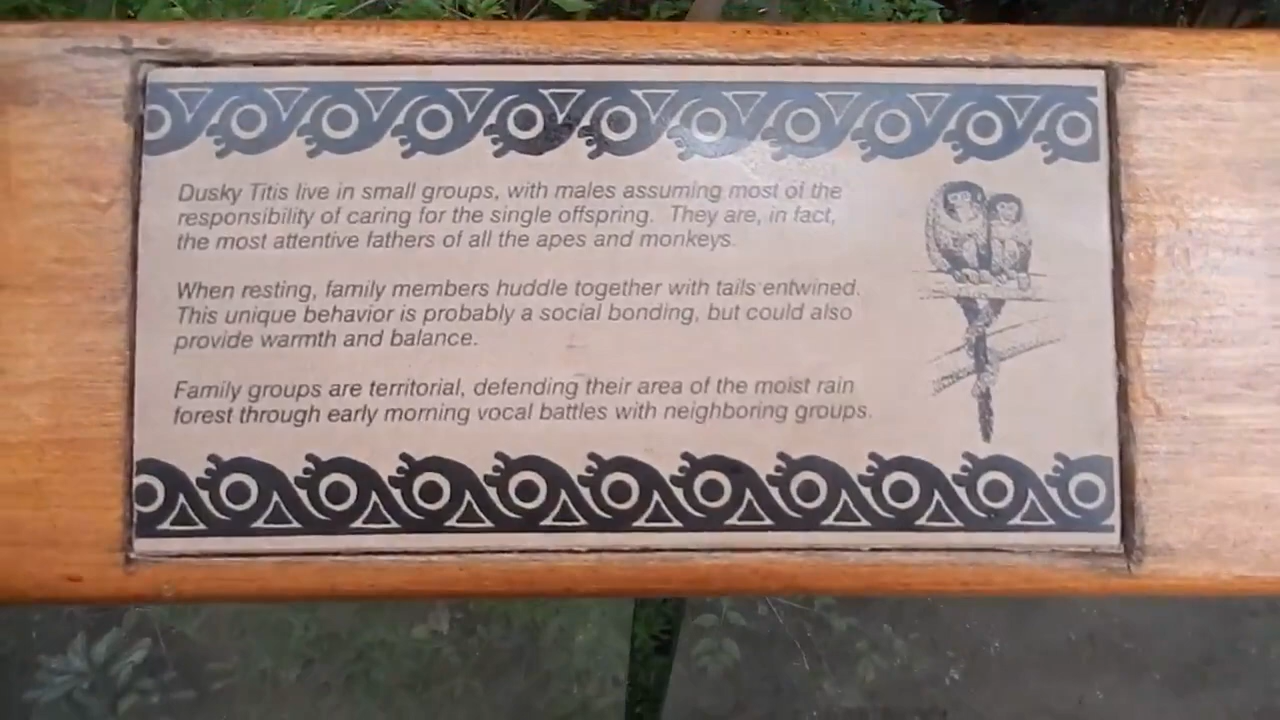 Dusky Titis live in small groups, with males assuming most of the
responsibility of caring for the single offspring. They are, in fact,
the most attentive fathers of all the apes and monkeys.
When resting, family members huddle together with tails entwined.
This unique behavior is probably a social bonding, but could also
provide warmth and balance.
Family groups are territorial, defending their area of the moist rain
forest through early morning vocal battles with neighboring groups.